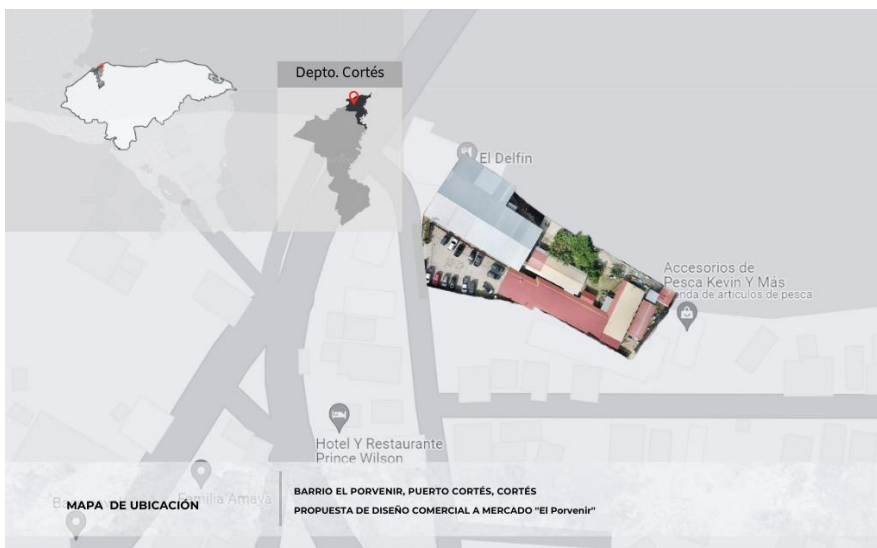 Depto. Cortés
El Delfín
Accesorios de
Pesca Kevin Y Más
enda de artículos de pesca
Hotel Y Restaurante
Prince Wilson
Familia Amaya
MAPA DE UBICACIÓN
BARRIO EL PORVENIR, PUERTO CORTÉS, CORTÉS
PROPUESTA DE DISEÑO COMERCIAL A MERCADO "El Porvenir"